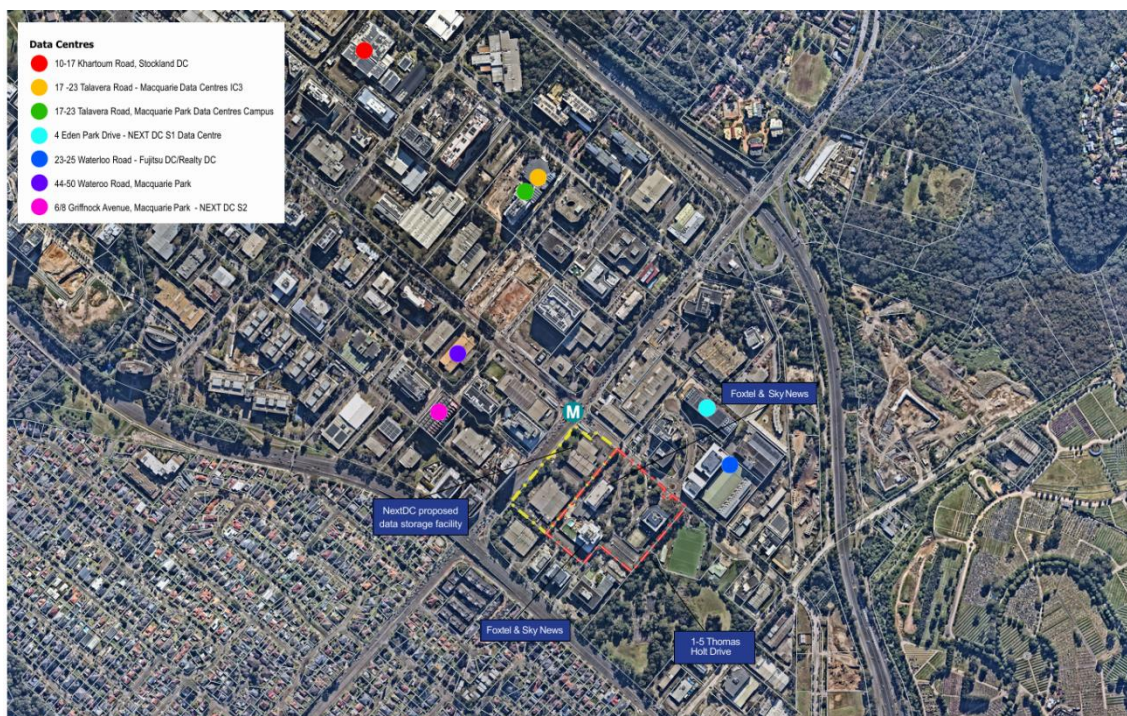 Data Centres
10-17 Khartoum Road, Stockland DC
17 -23 Talavera Road - Macquarie Data Centres IC3
17-23 Talavera Road, Macquarie Park Data Centres Campus
4 Eden Park Drive - NEXT DC S1 Data Centre
23-25 Waterloo Road - Fujitsu DC/Realty DC
44-50 Wateroo Road, Macquarie Park
6/8 Griffnock Avenue, Macquarie Park - NEXT DC S2
Foxtel & Sky News
M
NextDC proposed
data storage facility
Foxtel & Sky News
1-5 Thomas
Holt Drive